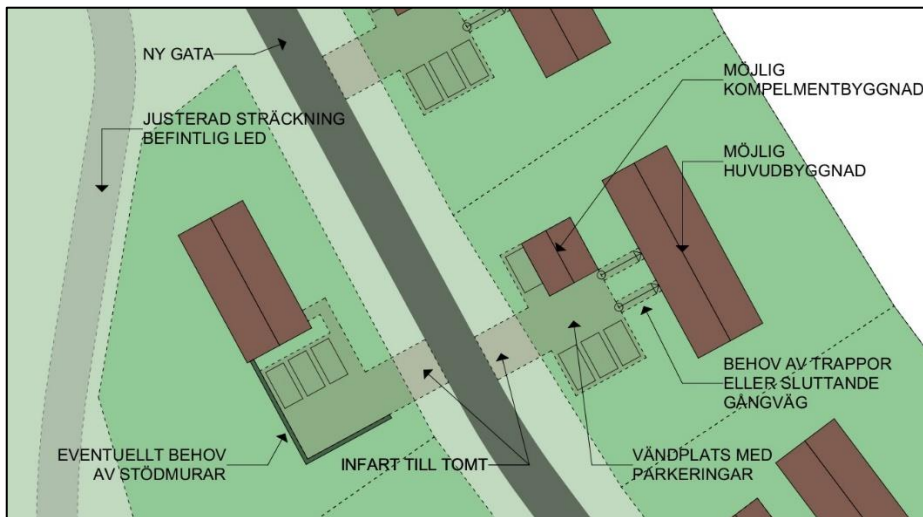 NY GATA
JUSTERAD STRÄCKNING
BEFINTLIG LED
MÖJLIG
KOMPELMENTBYGGNAD
MÖJLIG
HUVUDBYGGNAD
BEHOV AV TRAPPOR
ELLER SLUTTANDE
GÅNGVÄG
EVENTUELLT BEHOV
AV STÖDMURAR
INFART TILL TOMT
VÄNDPLATS MED
PARKERINGAR